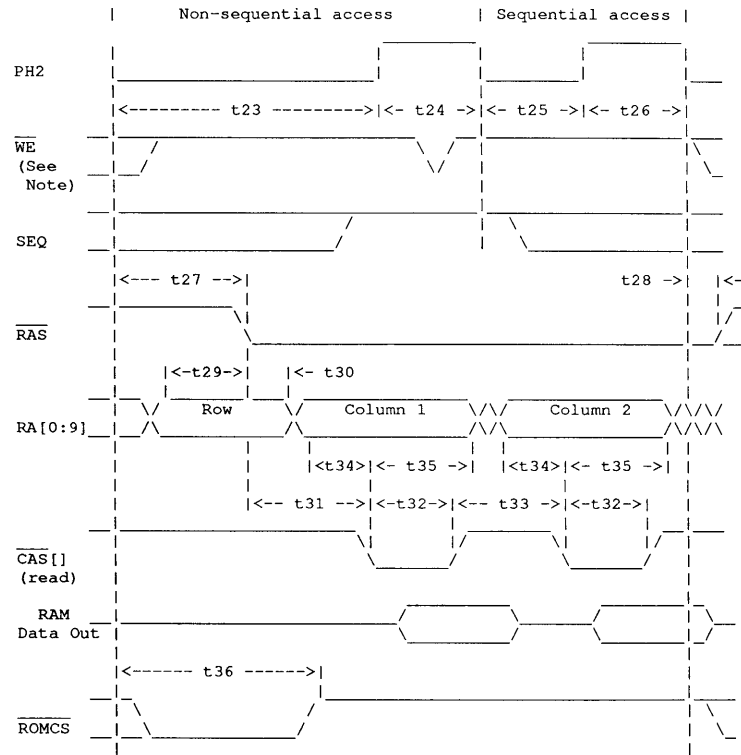 Non-sequential access | Sequential access
PH2
|<--------- t23 --------------->|<- t24 ->|<- t25 ->|<- t26 ->|
WE
(See
Note)
SEQ
|<--- t27 -->| t28 ->| |<-
RAS
|<-t29->| |<- t30
Row Column 1 Column 2
RA[0:9]
|<t34>|<- t35 ->| |<t34>|<- t35 ->|
|<-- t31 -->|<-t32->|<-- t33 -->|<-t32->|
CAS[]
(read)
RAM
Data Out
|<------ t36 ------>|
ROMCS